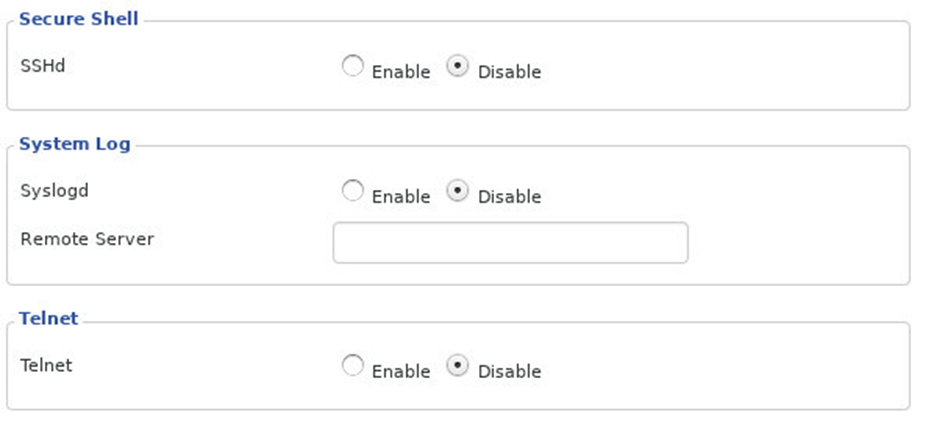 Secure Shell
SSHd Enable Disable
System Log
Syslogd Enable Disable
Remote Server
Telnet
Telnet Enable Disable